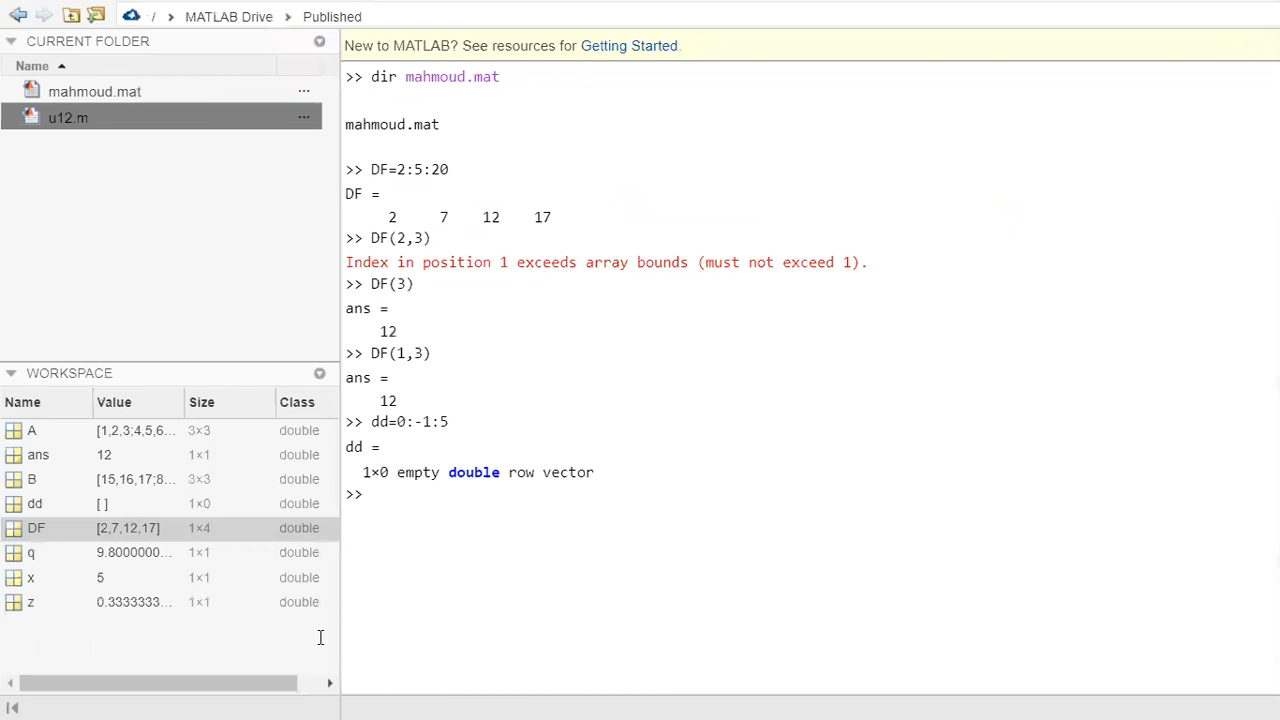 / MATLAB Drive Published
CURRENT FOLDER
Name
mahmoud.mat ...
u12.m ...
WORKSPACE
Name Value Size Class
A [1,2,3;4,5,6... 3×3 double
ans 12 1×1 double
B [15,16,17;8... 3×3 double
dd [ ] 1×0 double
DF [2,7,12,17] 1×4 double
q 9.8000000... 1×1 double
x 5 1×1 double
z 0.3333333... 1×1 double
New to MATLAB? See resources for Getting Started.
>> dir mahmoud.mat
mahmoud.mat
>> DF=2:5:20
DF =
2 7 12 17
>> DF(2,3)
Index in position 1 exceeds array bounds (must not exceed 1).
>> DF(3)
ans =
12
>> DF(1,3)
ans =
12
>> dd=0:-1:5
dd =
1×0 empty double row vector
>>